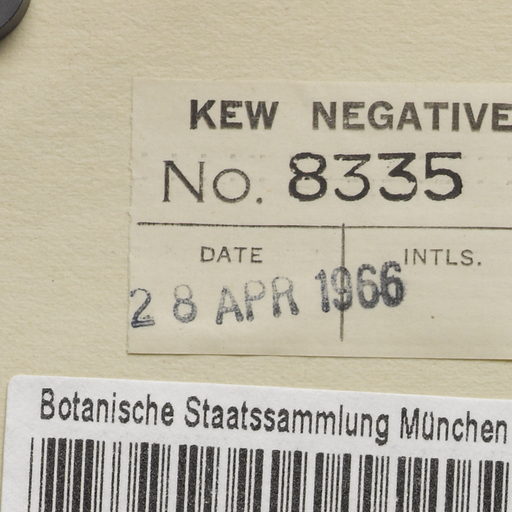 KEW NEGATIVE
No. 8335
DATE INTLS.
28 APR 1966
Botanische Staatssammlung München